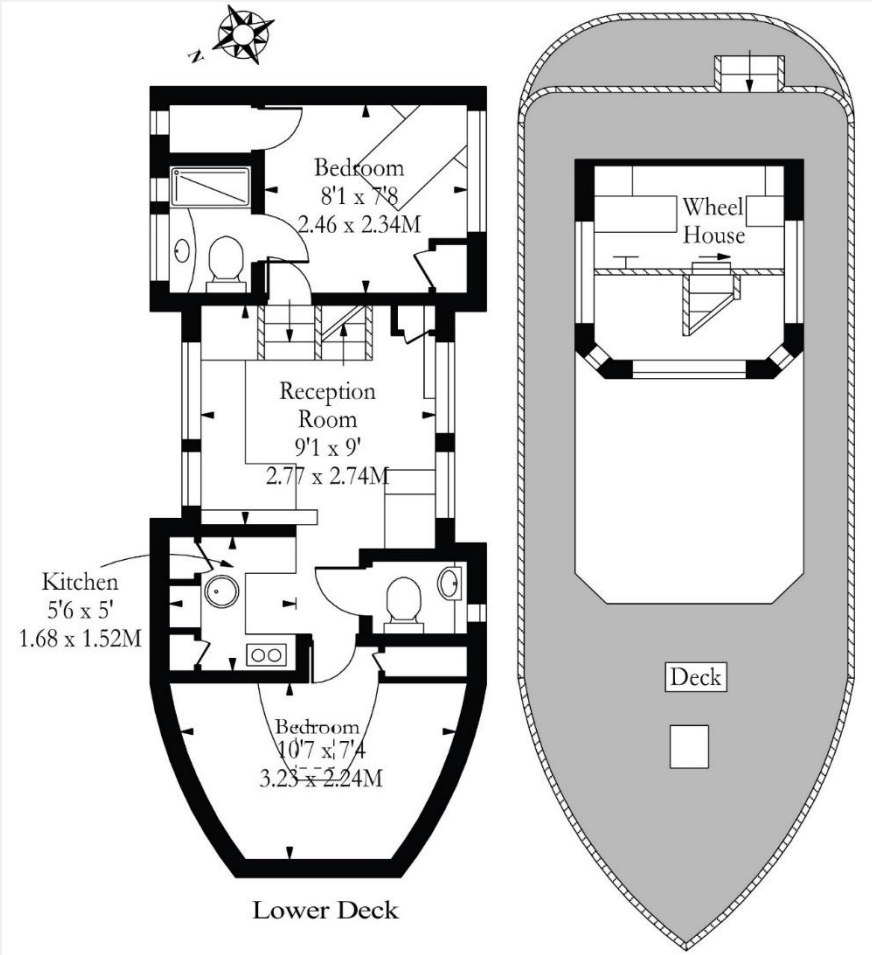 N
Bedroom
8'1 x 7'8
2.46 x 2.34M
Wheel
House
Reception
Room
9'1 x 9'
2.77 x 2.74M
Kitchen
5'6 x 5'
1.68 x 1.52M
Deck
Bedroom
10'7 x 7'4
3.23 x 2.24M
Lower Deck